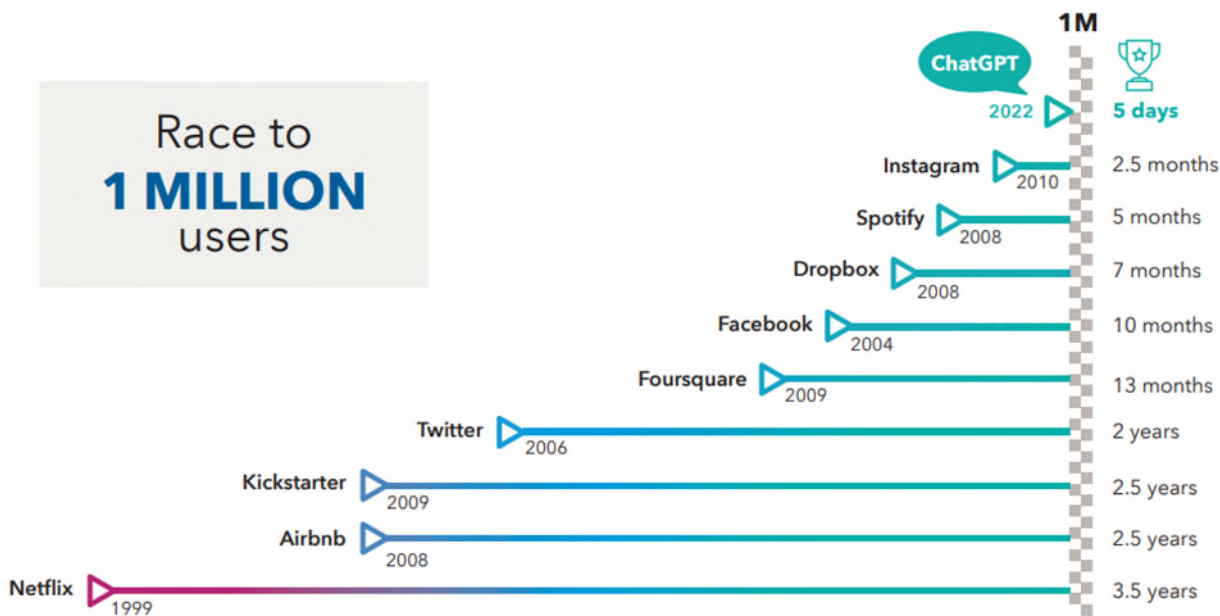 1M
Race to
1 MILLION
users
ChatGPT
2022
5 days
Instagram
2010
2.5 months
Spotify
2008
5 months
Dropbox
2008
7 months
Facebook
2004
10 months
Foursquare
2009
13 months
Twitter
2006
2 years
Kickstarter
2009
2.5 years
Airbnb
2008
2.5 years
Netflix
1999
3.5 years